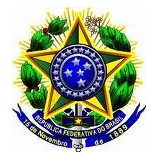 REPÚBLICA FEDERATIVA DO BRASIL
15 de Novembro de 1889